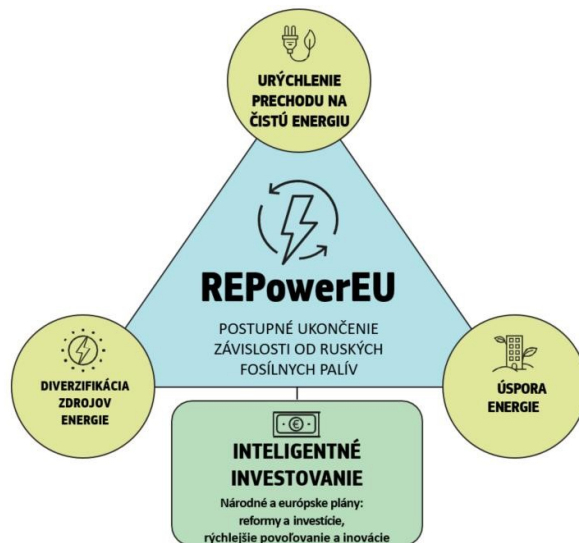 URÝCHLENIE
PRECHODU NA
ČISTÚ ENERGIU
REPowerEU
POSTUPNÉ UKONČENIE
ZÁVISLOSTI OD RUSKÝCH
FOSÍLNYCH PALÍV
DIVERZIFIKÁCIA
ZDROJOV
ENERGIE
ÚSPORA
ENERGIE
€
INTELIGENTNÉ
INVESTOVANIE
Národné a európske plány:
reformy a investície,
rýchlejšie povoľovanie a inovácie